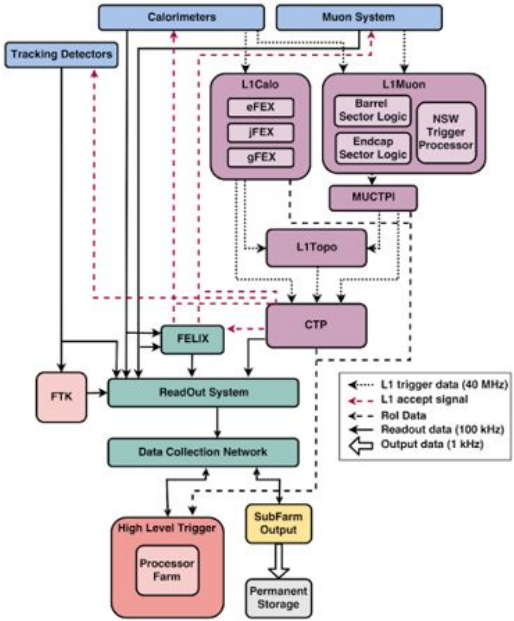 Calorimeters
Muon System
Tracking Detectors
L1Calo
eFEX
jFEX
gFEX
L1Muon
Barrel
Sector Logic
Endcap
Sector Logic
NSW
Trigger
Processor
MUCTPI
L1Topo
CTP
FELIX
FTK
ReadOut System
Data Collection Network
High Level Trigger
Processor
Farm
SubFarm
Output
Permanent
Storage
L1 trigger data (40 MHz)
L1 accept signal
RoI Data
Readout data (100 kHz)
Output data (1 kHz)